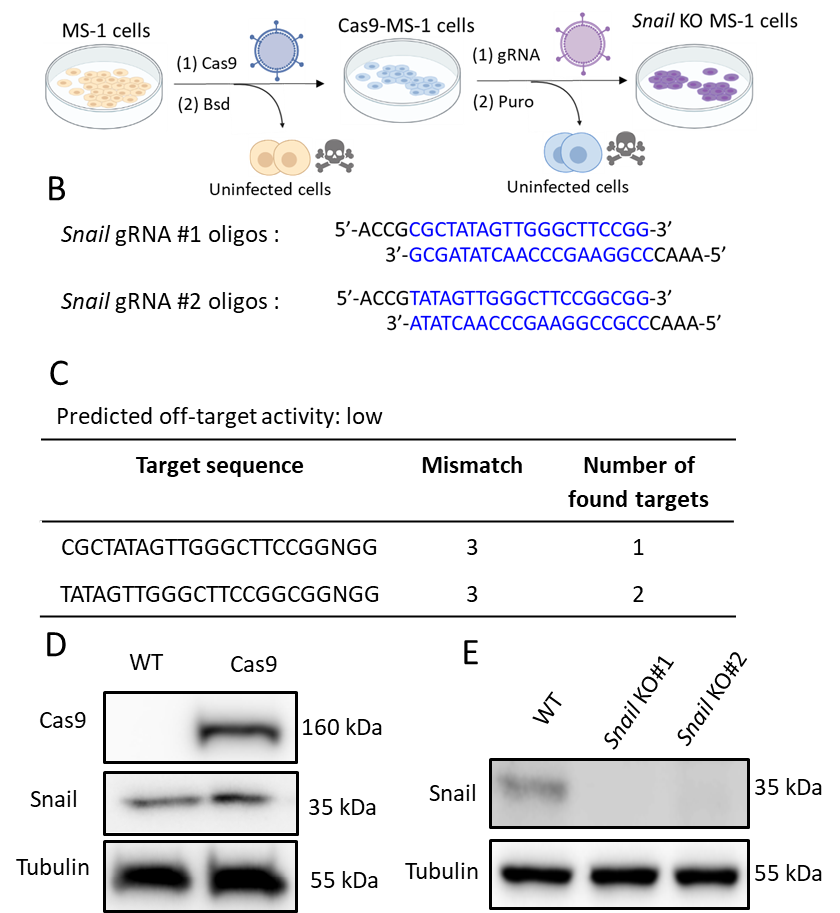 MS-1 cells
Cas9-MS-1 cells
Snail KO MS-1 cells
(1) Cas9
(2) Bsd
(1) gRNA
(2) Puro
Uninfected cells
Uninfected cells
B
Snail gRNA #1 oligos :
5’-ACCGCGCTATAGTTGGGCTTCCGG-3’
3’-GCGATATCAACCCGAAGGCCCAAA-5’
Snail gRNA #2 oligos :
5’-ACCGTATAGTTGGGCTTCCGGCGG-3’
3’-ATATCAACCCGAAGGCCGCCCAAA-5’
C
Predicted off-target activity: low
Target sequence Mismatch Number of found targets
CGCTATAGTTGGGCTTCCGGNGG 3 1
TATAGTTGGGCTTCCGGCGGNGG 3 2
D
WT Cas9
Cas9 160 kDa
Snail 35 kDa
Tubulin 55 kDa
E
WT Snail KO#1 Snail KO#2
Snail 35 kDa
Tubulin 55 kDa